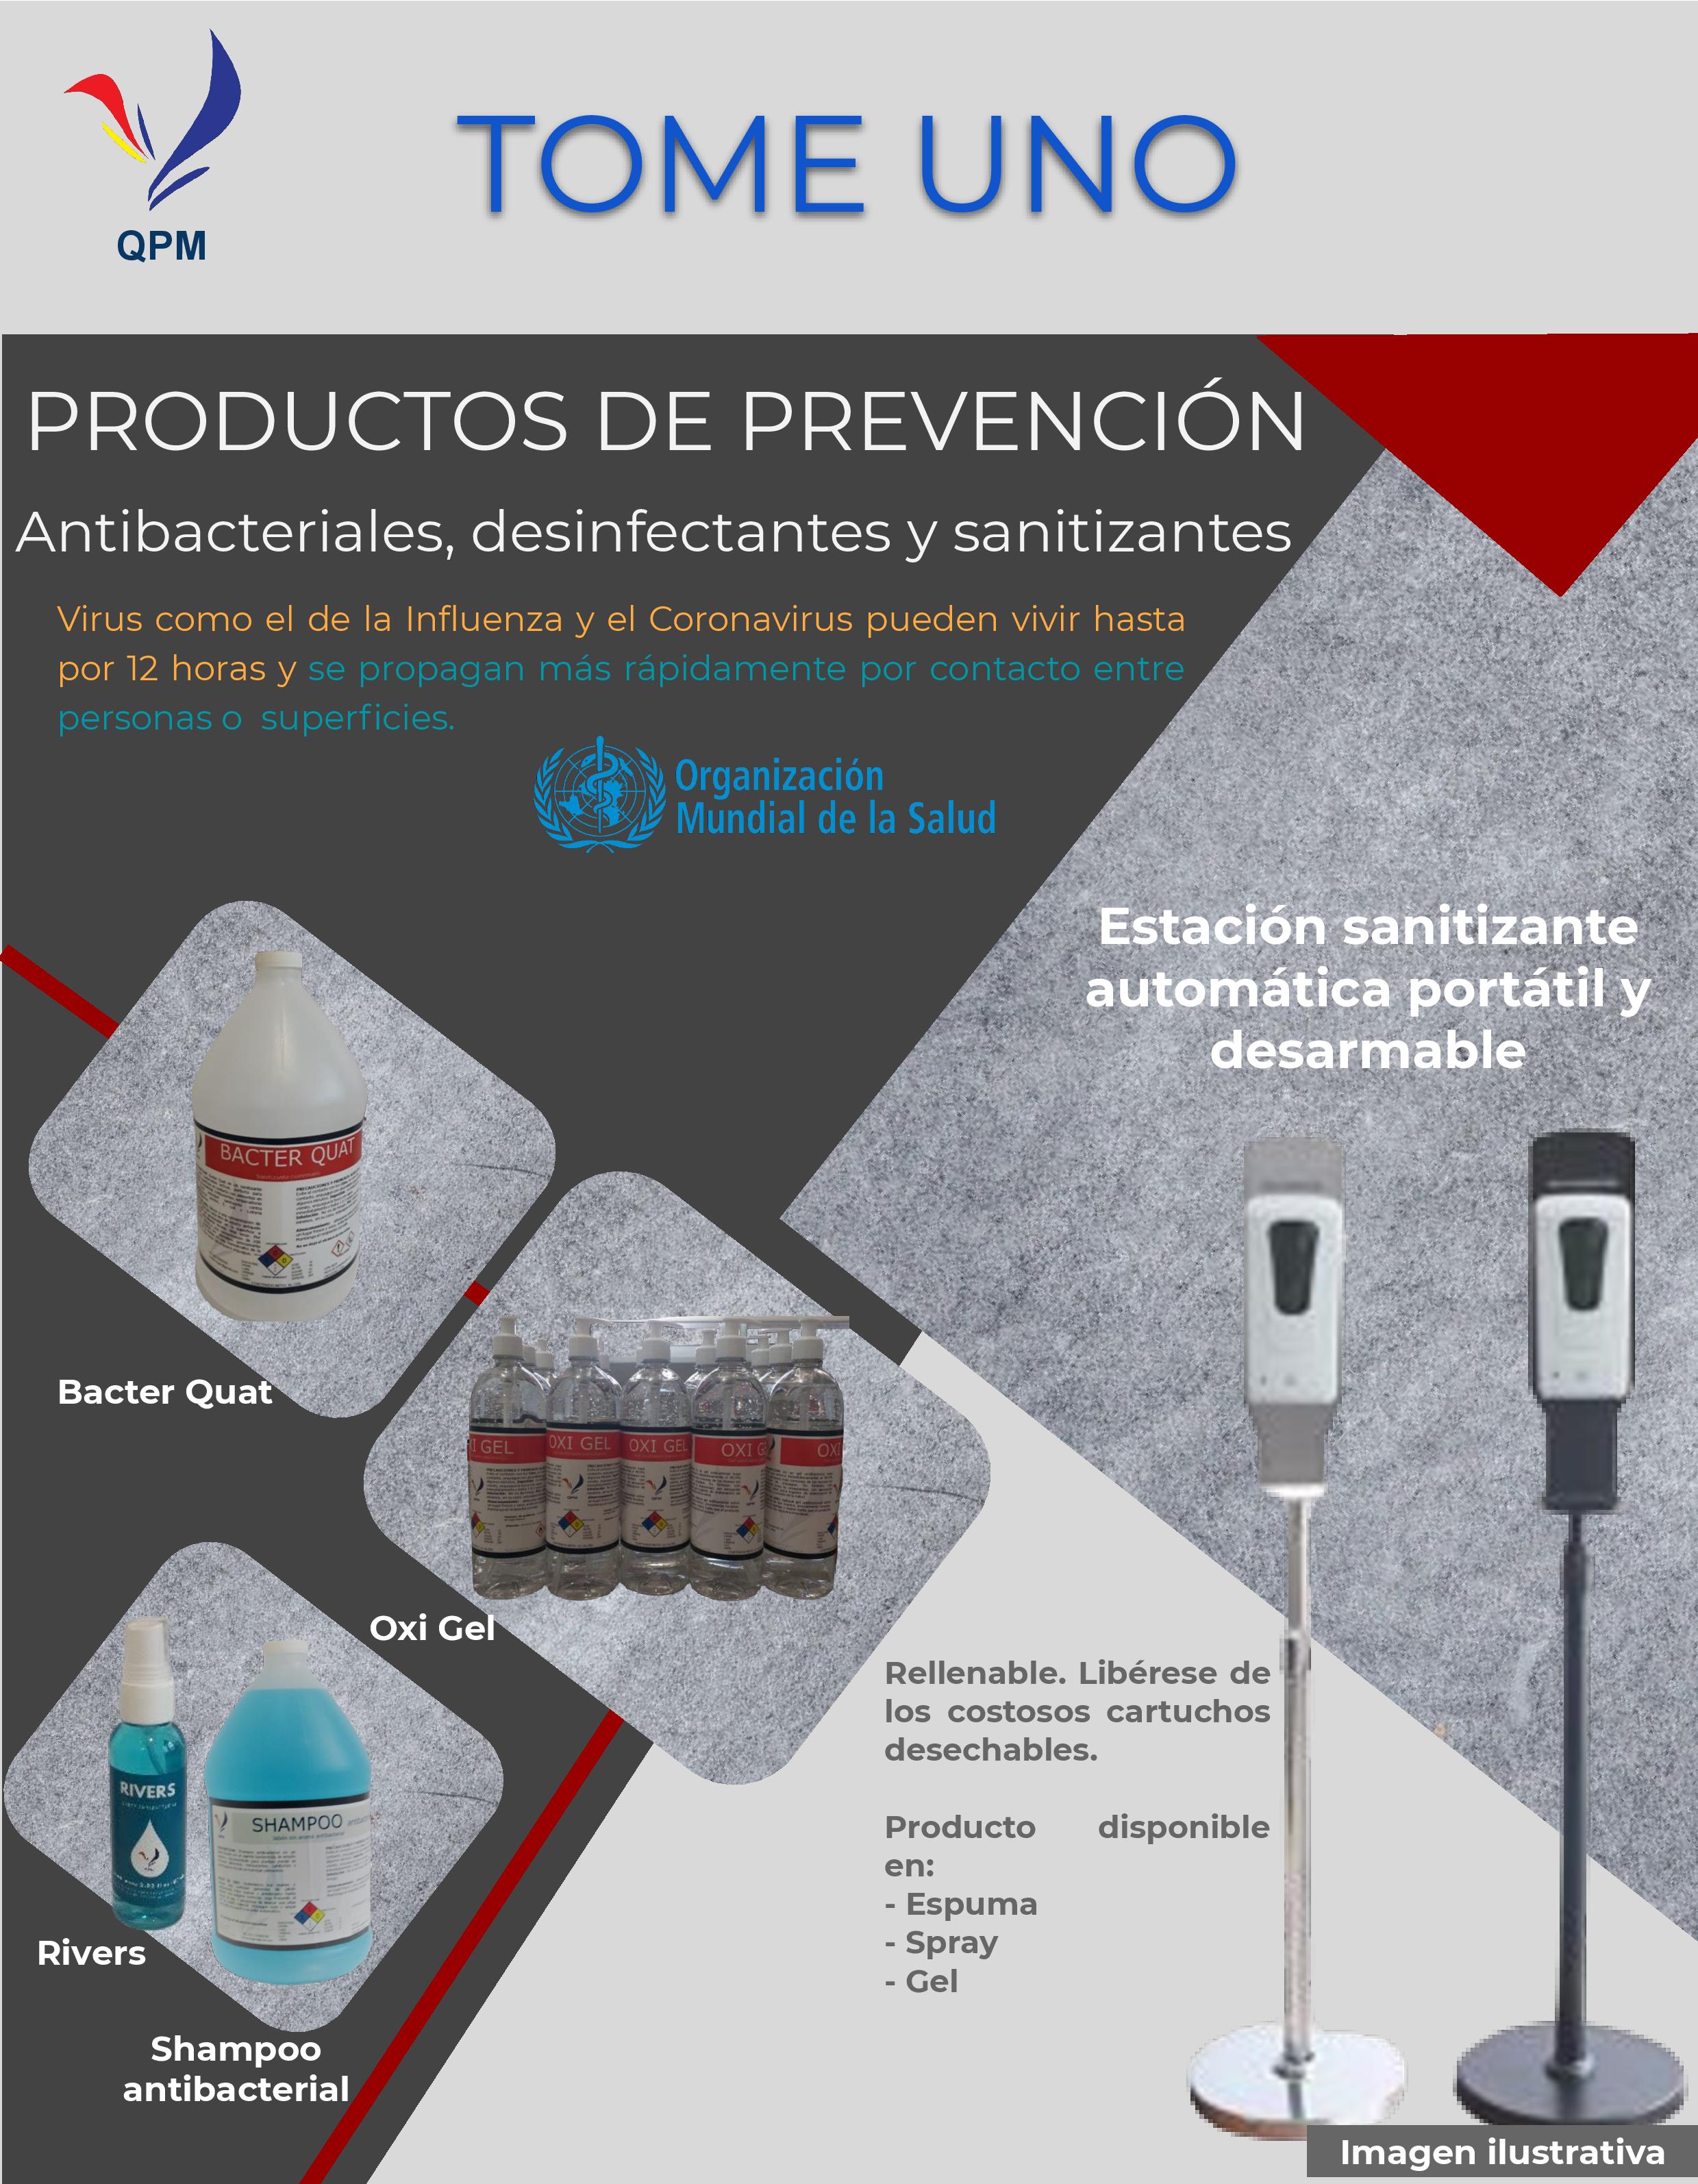 QPM
TOME UNO
PRODUCTOS DE PREVENCIÓN
Antibacteriales, desinfectantes y sanitizantes
Virus como el de la Influenza y el Coronavirus pueden vivir hasta
por 12 horas y se propagan más rápidamente por contacto entre
personas o superficies.
Organización
Mundial de la Salud
Estación sanitizante
automática portátil y
desarmable
BACTER QUAT
Bacter Quat
I GEL
OXI GEL
OXI GEL
OXI G
OXI
QPM
Oxi Gel
Rellenable. Libérese de
los costosos cartuchos
desechables.
Producto disponible
en:
- Espuma
- Spray
- Gel
RIVERS
SHAMPOO
Rivers
Shampoo
antibacterial
Imagen ilustrativa